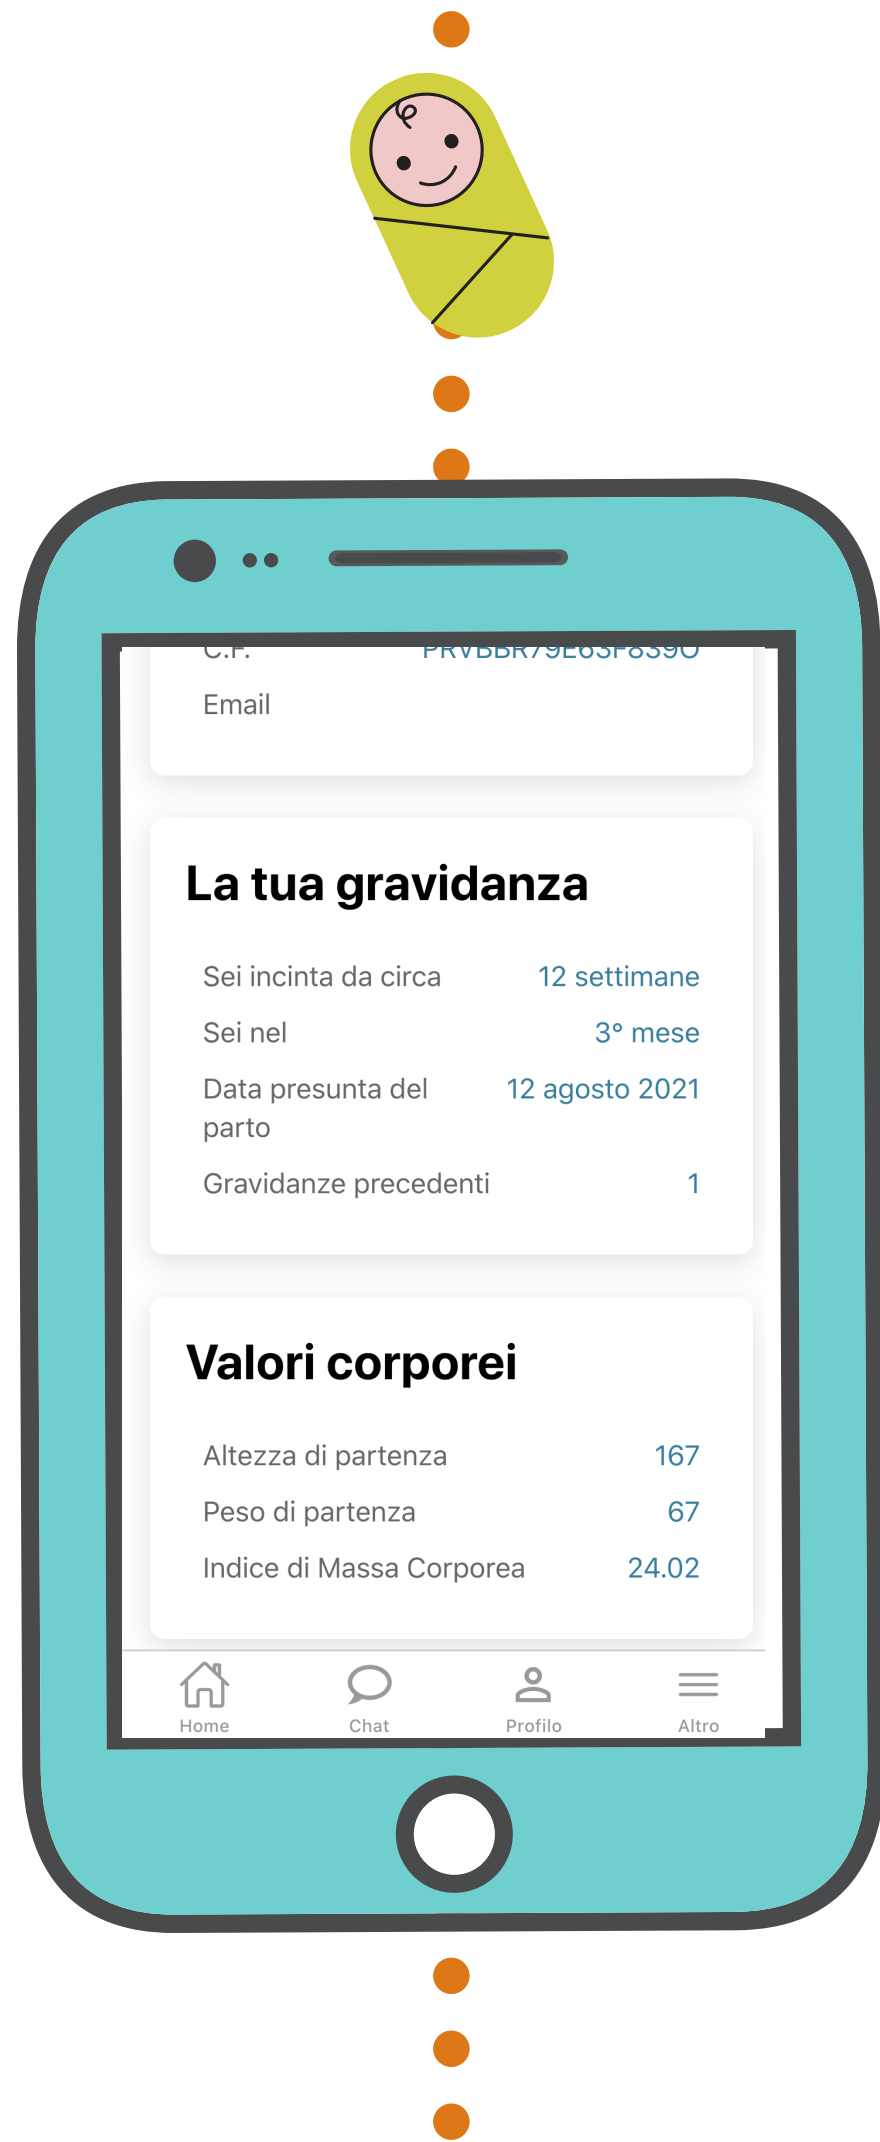 C.F. PRVBBR79E63F839O
Email
La tua gravidanza
Sei incinta da circa 12 settimane
Sei nel 3° mese
Data presunta del 12 agosto 2021
parto
Gravidanze precedenti 1
Valori corporei
Altezza di partenza 167
Peso di partenza 67
Indice di Massa Corporea 24.02
Home Chat Profilo Altro